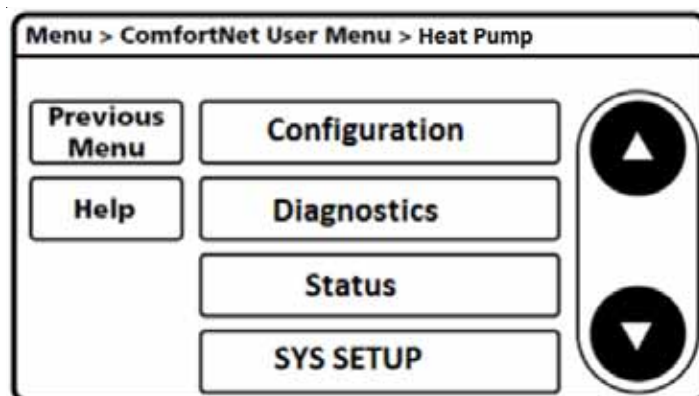 Menu > ComfortNet User Menu > Heat Pump
Previous
Menu
Configuration
Help
Diagnostics
Status
SYS SETUP